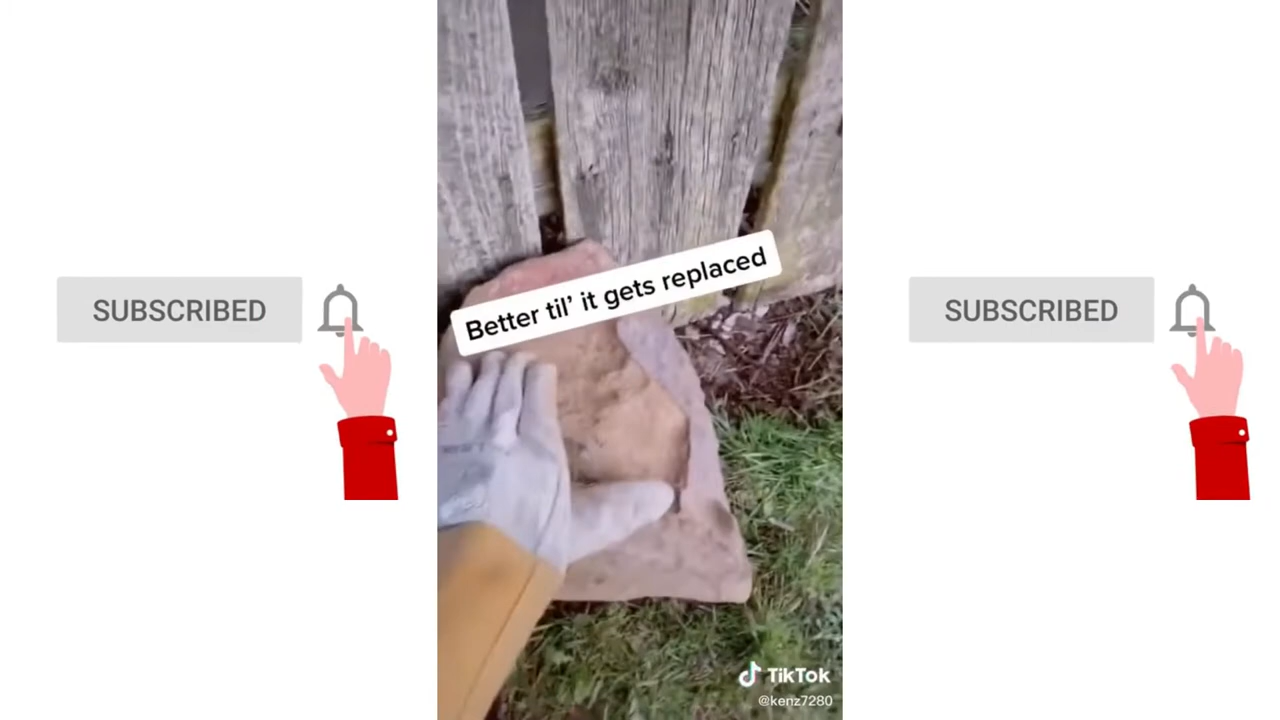 SUBSCRIBED
Better til' it gets replaced
SUBSCRIBED
TikTok
@kenz7280